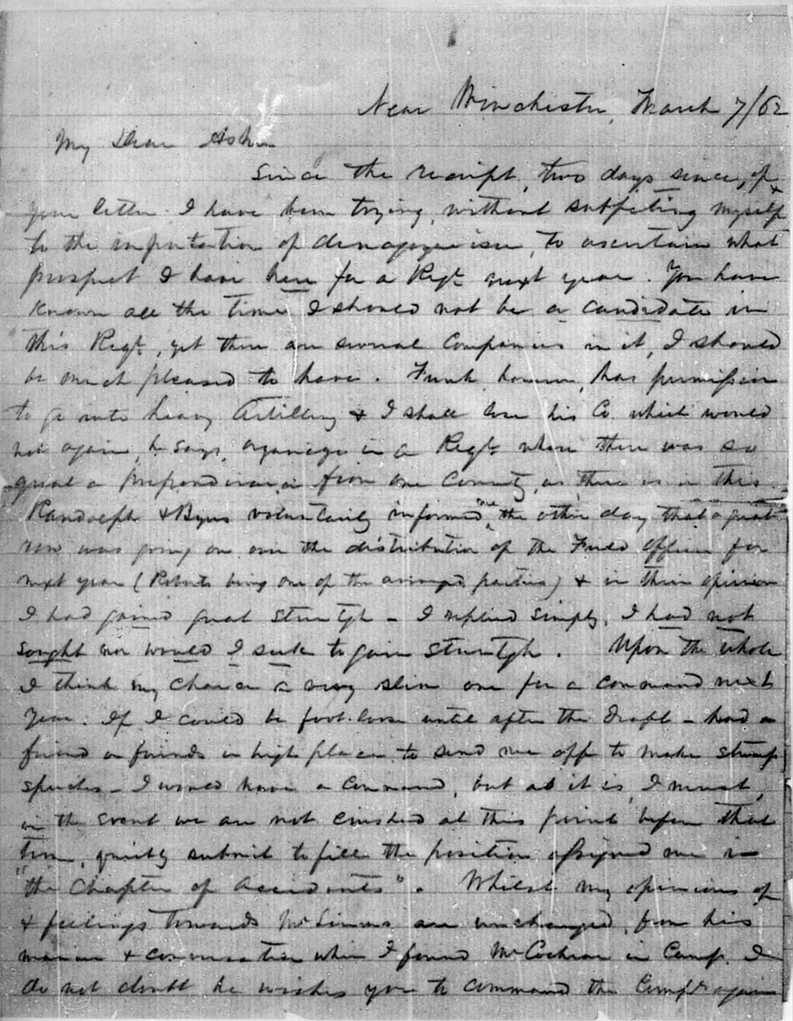 Near Winchester, March 7/62
My Dear Asher
Since the receipt, two days since, of
your letter I have been trying, without subjecting myself
to the imputation of demagogueism, to ascertain what
prospect I have here for a Regt. next year. You have
known all the time I should not be a candidate in
this Regt, yet there are several Companies in it, I should
be much pleased to have. Funk, however, has permission
to go into heavy Artillery & I shall lose his Co. which would
not again, he says, organize in a Regt where there was so
great a preponderance from one County, as there is in this.
Randolph & Byers voluntarily informed me the other day that a great
row was going on over the distribution of the Field Offices for
next year (Roberts being one of the arranged parties) & in their opinion
I had gained great strength - I replied simply, I had not
sought nor would I seek to gain strength. Upon the whole
I think my chance a very slim one for a command next
year. If I could be foot-loose until after the draft - had a
friend or friends in high places to send me off to make stump
speeches - I would have a command, but as it is, I must,
in the event we are not crushed at this point before that
time, quietly submit to fill the position assigned me in
"the Chapter of Accidents". Whilst my opinions of
& feelings towards Mr Simms are unchanged, from his
manner & conversation when I found Mr Cochran in Camp, I
do not doubt he wishes you to command the Compy again